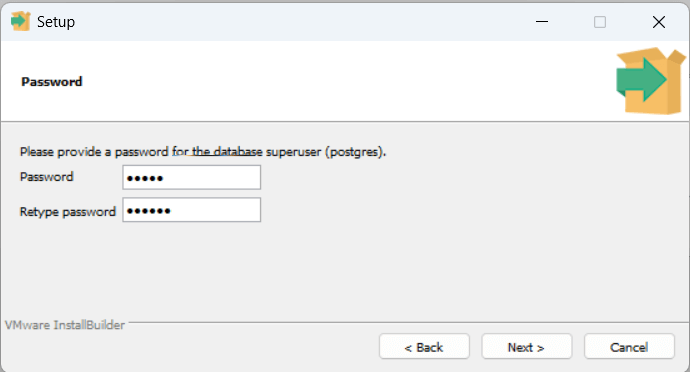 Setup
Password
Please provide a password for the database superuser (postgres).
Password •••••
Retype password ••••••
VMware InstallBuilder
< Back Next > Cancel